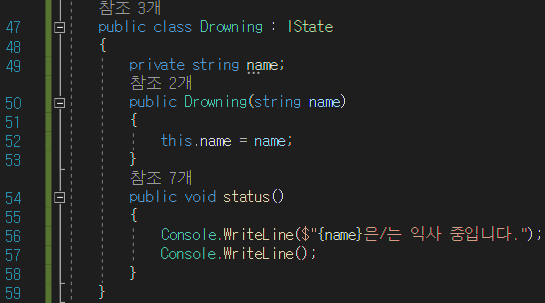 참조 3개
47 public class Drowning : IState
48 {
49 private string name;
참조 2개
50 public Drowning(string name)
51 {
52 this.name = name;
53 }
참조 7개
54 public void status()
55 {
56 Console.WriteLine($"{name}은/는 익사 중입니다.");
57 Console.WriteLine();
58 }
59 }